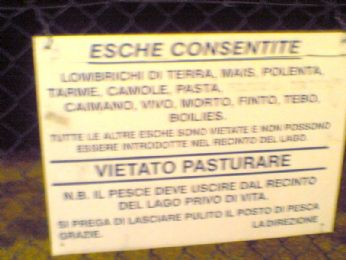 ESCHE CONSENTITE
LOMBRICHI DI TERRA, MAIS, POLENTA,
TARME, CAMOLE, PASTA,
CAIMANO, VIVO, MORTO, FINTO, TEBO,
BOILIES.
TUTTE LE ALTRE ESCHE SONO VIETATE E NON POSSONO
ESSERE INTRODOTTE NEL RECINTO DEL LAGO
VIETATO PASTURARE
N.B. IL PESCE DEVE USCIRE DAL RECINTO
DEL LAGO PRIVO DI VITA.
SI PREGA DI LASCIARE PULITO IL POSTO DI PESCA
GRAZIE. LA DIREZIONE